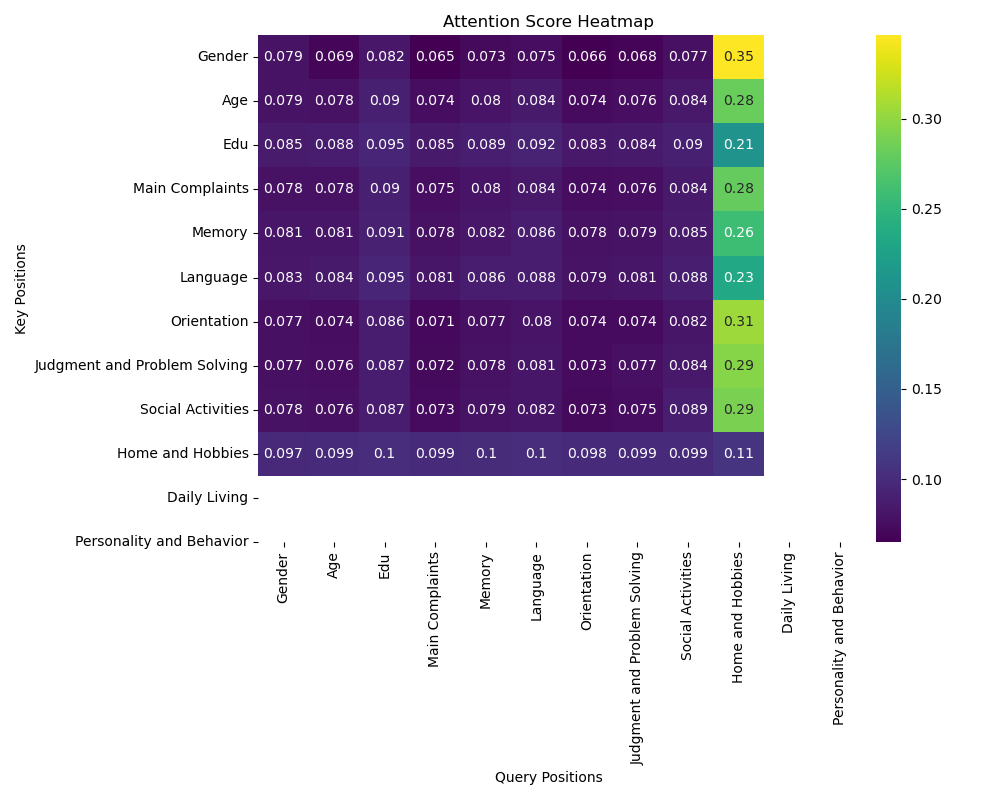 Attention Score Heatmap
Key Positions
Gender 0.079 0.069 0.082 0.065 0.073 0.075 0.066 0.068 0.077 0.35
Age 0.079 0.078 0.09 0.074 0.08 0.084 0.074 0.076 0.084 0.28
Edu 0.085 0.088 0.095 0.085 0.089 0.092 0.083 0.084 0.09 0.21
Main Complaints 0.078 0.078 0.09 0.075 0.08 0.084 0.074 0.076 0.084 0.28
Memory 0.081 0.081 0.091 0.078 0.082 0.086 0.078 0.079 0.085 0.26
Language 0.083 0.084 0.095 0.081 0.086 0.088 0.079 0.081 0.088 0.23
Orientation 0.077 0.074 0.086 0.071 0.077 0.08 0.074 0.074 0.082 0.31
Judgment and Problem Solving 0.077 0.076 0.087 0.072 0.078 0.081 0.073 0.077 0.084 0.29
Social Activities 0.078 0.076 0.087 0.073 0.079 0.082 0.073 0.075 0.089 0.29
Home and Hobbies 0.097 0.099 0.1 0.099 0.1 0.1 0.098 0.099 0.099 0.11
Daily Living
Personality and Behavior
Gender
Age
Edu
Main Complaints
Memory
Language
Orientation
Judgment and Problem Solving
Social Activities
Home and Hobbies
Daily Living
Personality and Behavior
Query Positions
0.30
0.25
0.20
0.15
0.10